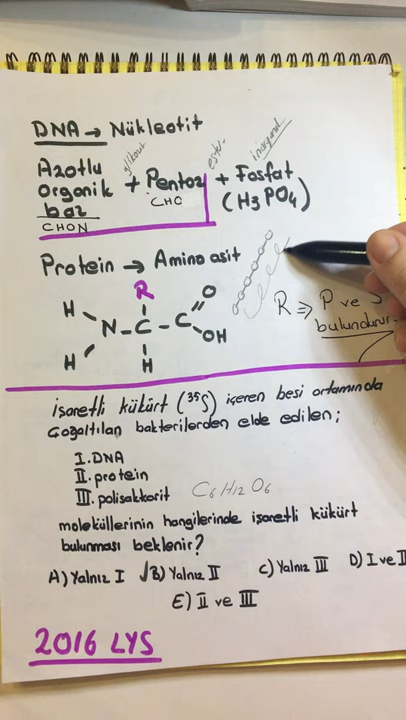 DNA → Nükleotit
glikozit
ester
inorganik
Azotlu organik baz + Pentoz + Fosfat
CHON
CHO
(H3PO4)
Protein → Amino asit
R
H
O
N-C-C
OH
H
H
R ⇒ P ve S
bulundurur.
işaretli kükürt (³⁵S) içeren besi ortamında
çoğaltılan bakterilerden elde edilen;
I. DNA
II. protein
III. polisakkarit C6H12O6
moleküllerinin hangilerinde işaretli kükürt
bulunması beklenir?
A) Yalnız I √B) Yalnız II C) Yalnız III D) I ve II
E) II ve III
2016 LYS